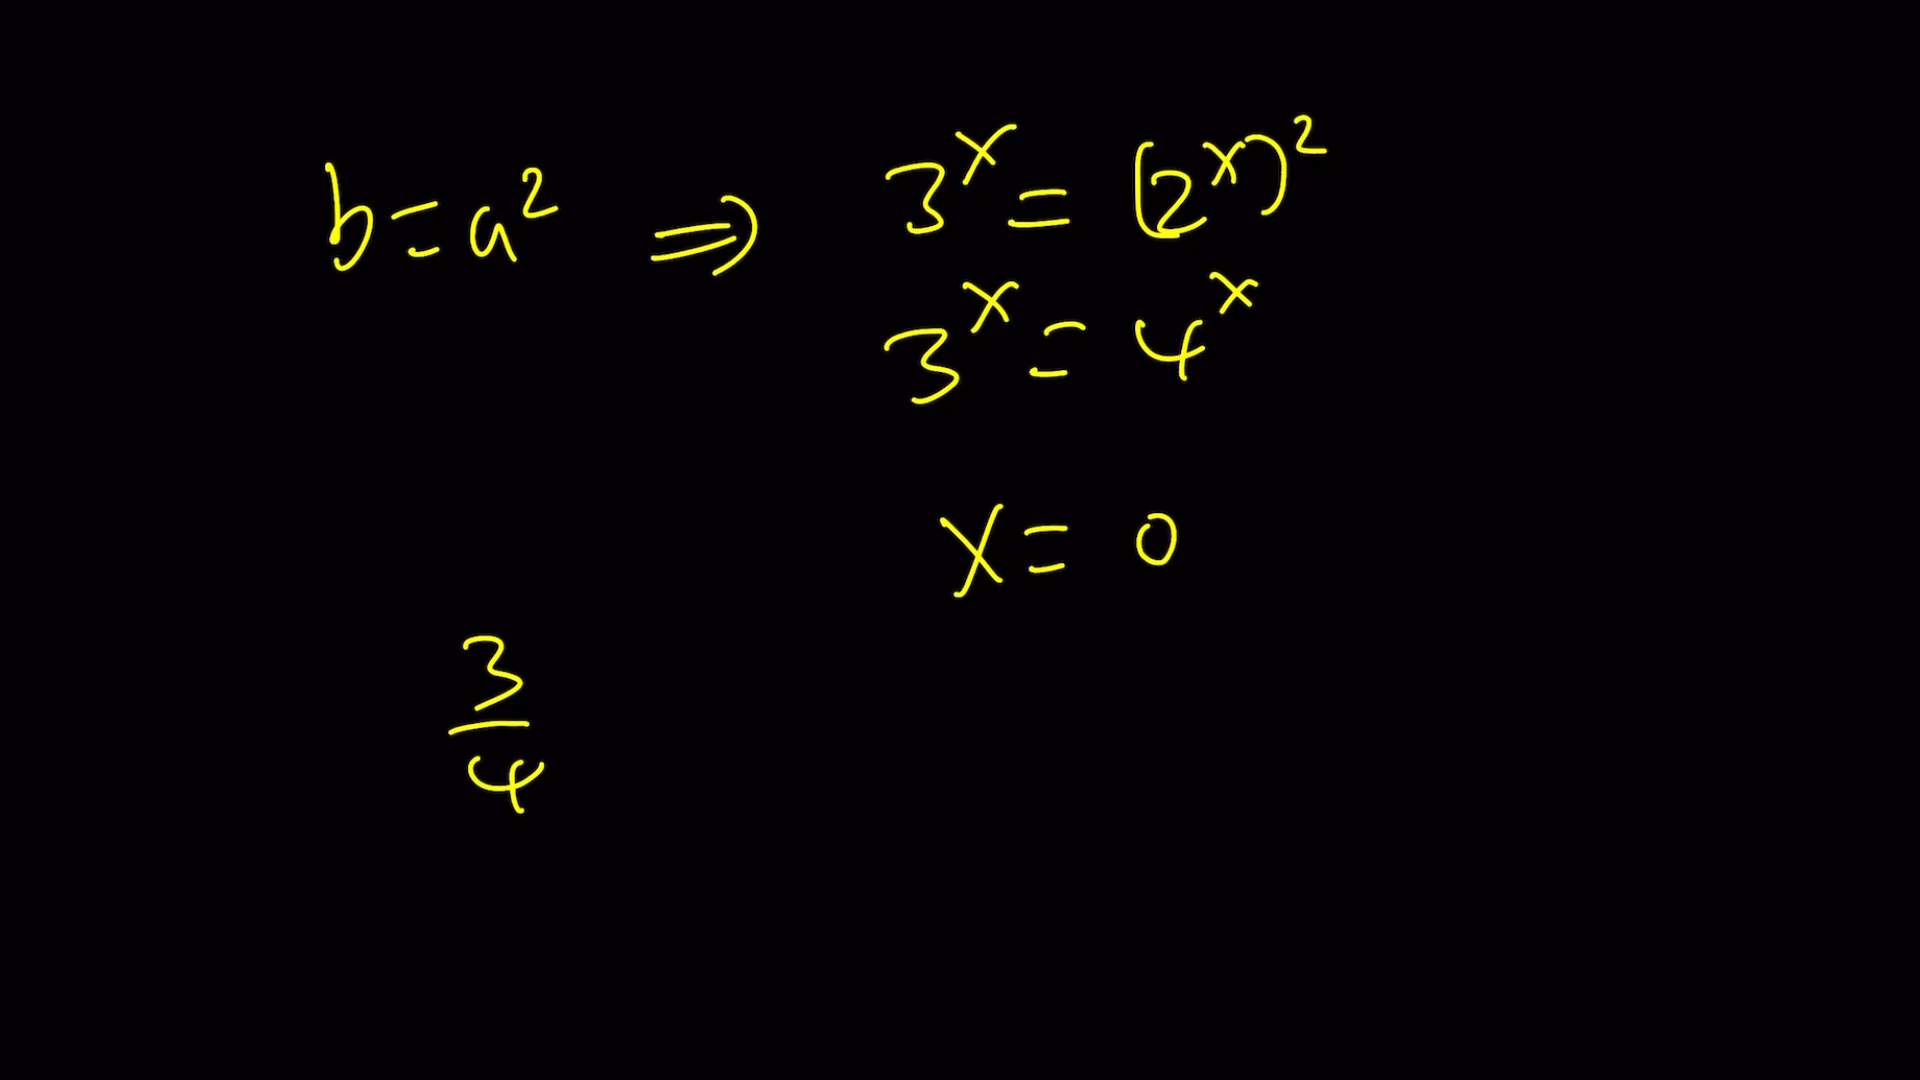 b = a² ⇒ 3ˣ = (2ˣ)²
3ˣ = 4ˣ
x = 0
3
4